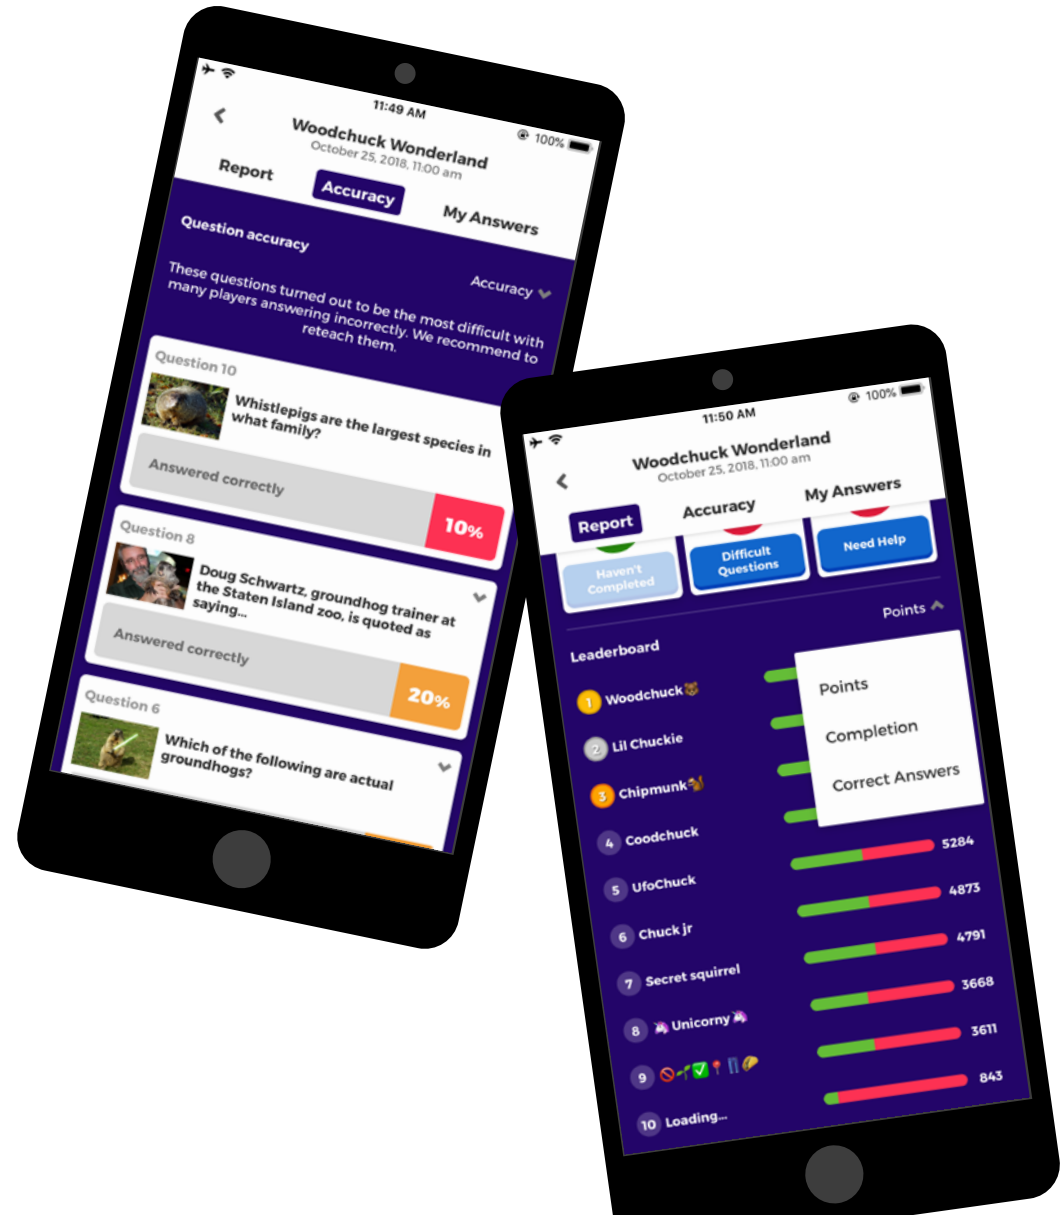 11:49 AM
100%
Woodchuck Wonderland
October 25, 2018, 11:00 am
Report
Accuracy
My Answers
Question accuracy
Accuracy
These questions turned out to be the most difficult with
many players answering incorrectly. We recommend to
reteach them.
Question 10
Whistlepigs are the largest species in
what family?
Answered correctly
10%
Question 8
Doug Schwartz, groundhog trainer at
the Staten Island zoo, is quoted as
saying...
Answered correctly
20%
Question 6
Which of the following are actual
groundhogs?
11:50 AM
100%
Woodchuck Wonderland
October 25, 2018, 11:00 am
Report
Accuracy
My Answers
Haven't
Completed
Difficult
Questions
Need Help
Points
Leaderboard
Points
Completion
Correct Answers
1 Woodchuck🐻
2 Lil Chuckie
3 Chipmunk🐿
4 Coodchuck
5 UfoChuck 5284
6 Chuck jr 4873
7 Secret squirrel 4791
8 🦄Unicorny🦄 3668
9 🚫🌱✅📍👖🌮 3611
10 Loading... 843